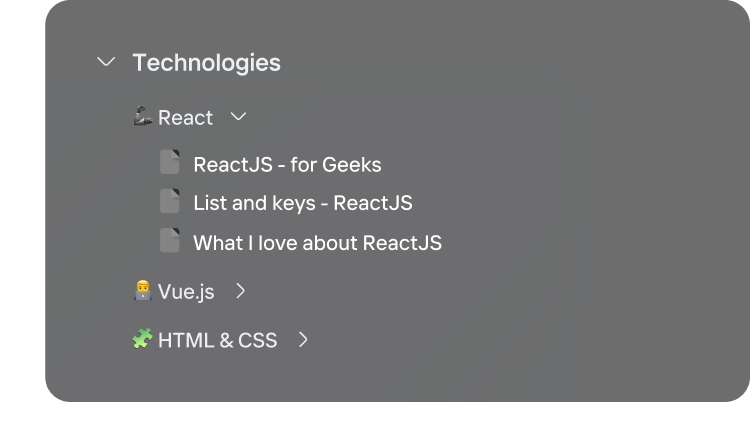 Technologies
React
ReactJS - for Geeks
List and keys - ReactJS
What I love about ReactJS
Vue.js
HTML & CSS